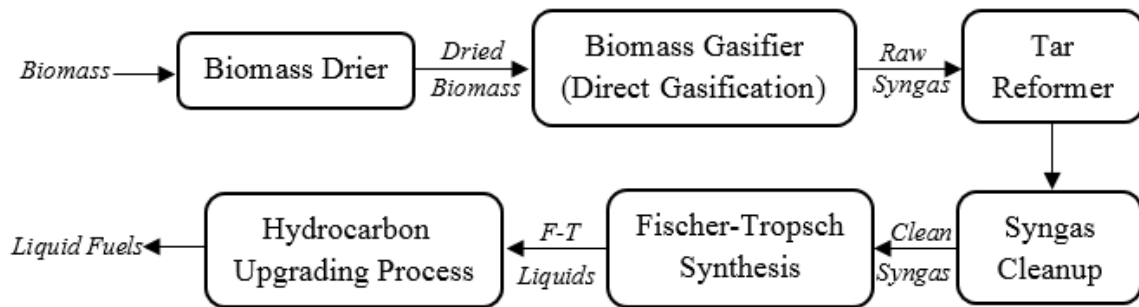 Biomass
Biomass Drier
Dried
Biomass
Biomass Gasifier
(Direct Gasification)
Raw
Syngas
Tar
Reformer
Syngas
Cleanup
Clean
Syngas
Fischer-Tropsch
Synthesis
F-T
Liquids
Hydrocarbon
Upgrading Process
Liquid Fuels